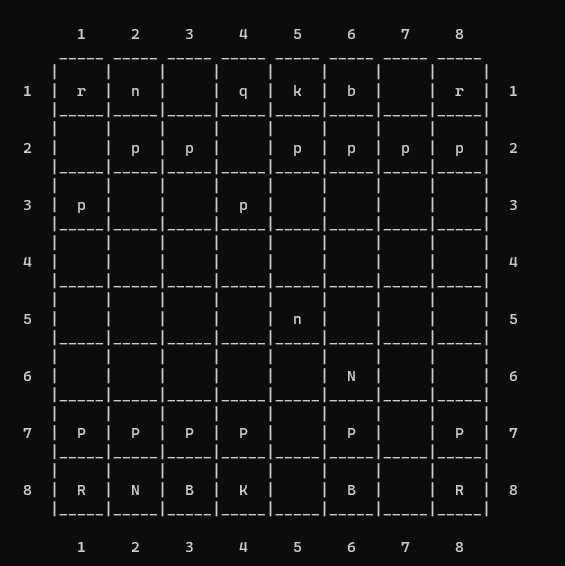 1 2 3 4 5 6 7 8
1 r n q k b r 1
2 p p p p p p 2
3 p p 3
4 4
5 n 5
6 N 6
7 P P P P P P 7
8 R N B K B R 8
1 2 3 4 5 6 7 8